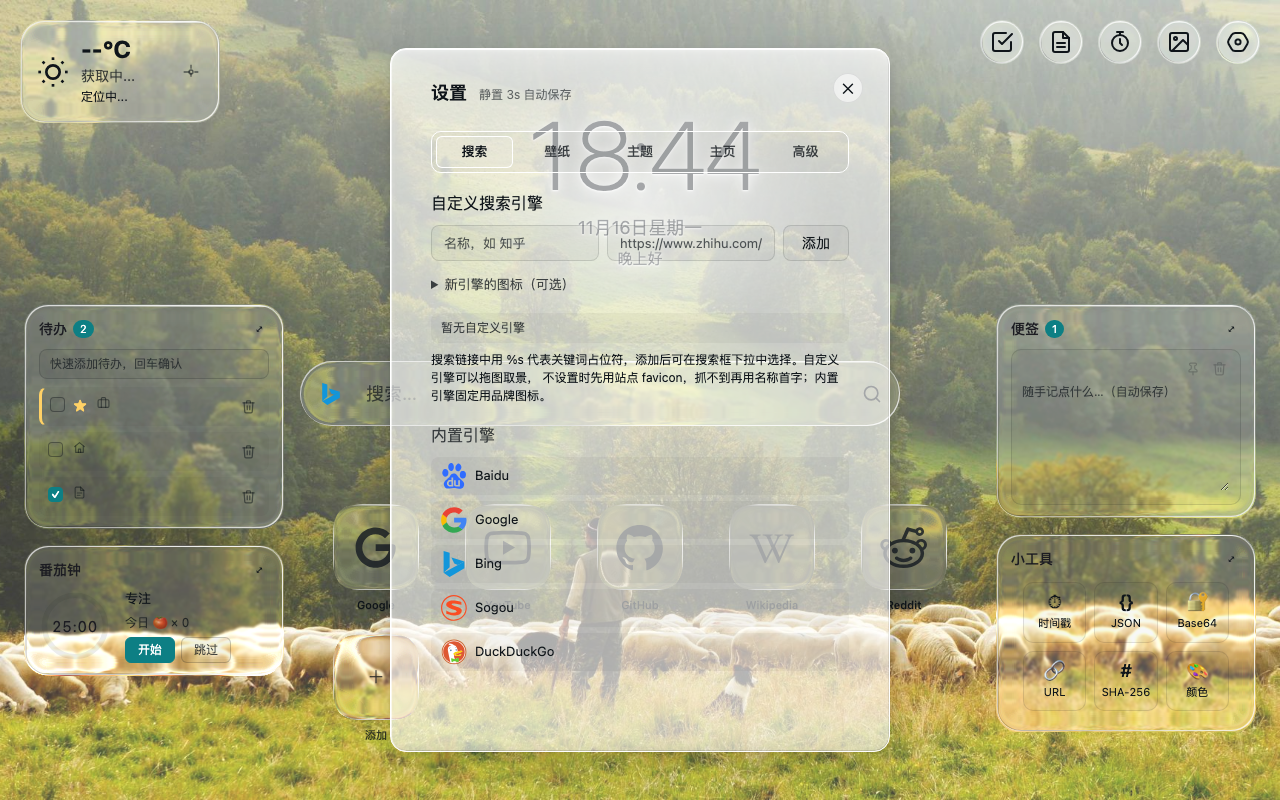 --°C
获取中...
定位中...
设置 静置 3s 自动保存
18:44
搜索 壁纸 主题 主页 高级
自定义搜索引擎
11月16日星期一
名称，如 知乎
https://www.zhihu.com/
添加
晚上好
▶ 新引擎的图标（可选）
暂无自定义引擎
搜索链接中用 %s 代表关键词占位符，添加后可在搜索框下拉中选择。自定义
引擎可以拖图取景， 不设置时先用站点 favicon，抓不到再用名称首字；内置
引擎固定用品牌图标。
搜索...
内置引擎
Baidu
Google
Bing
Sogou
DuckDuckGo
待办 2
快速添加待办，回车确认
番茄钟
25:00
专注
今日 🍅 × 0
开始 跳过
Google
GitHub
Wikipedia
Reddit
添加
便签 1
随手记点什么...（自动保存）
小工具
时间戳
{}
JSON
Base64
URL
#
SHA-256
颜色